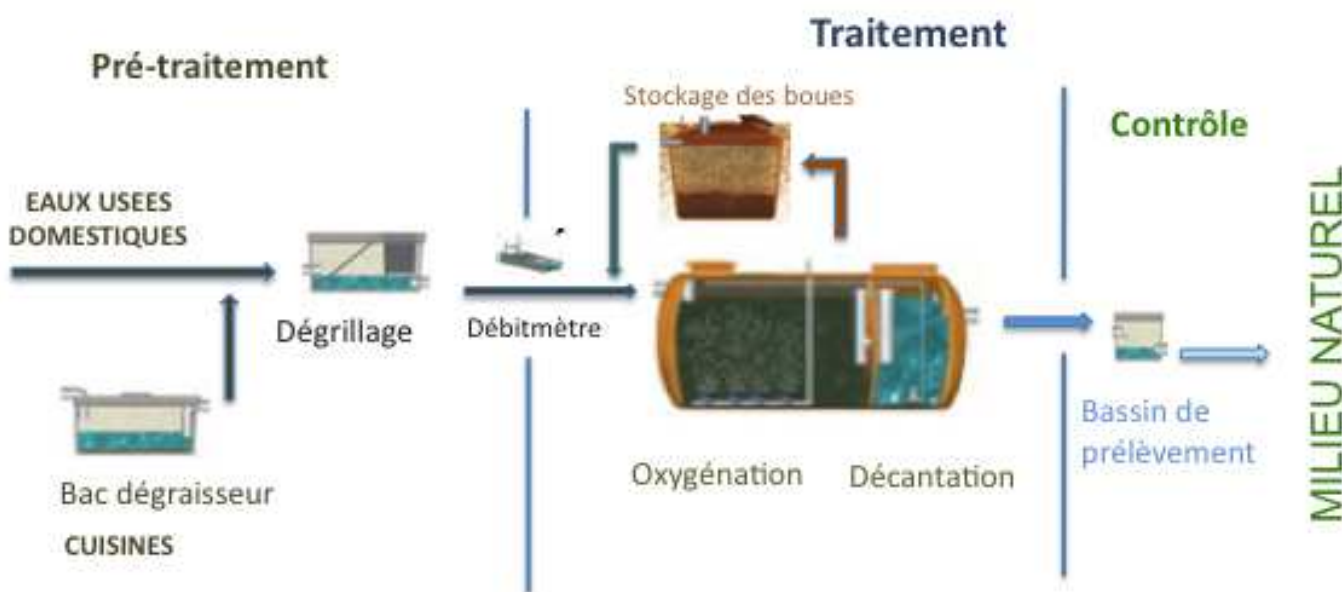 Traitement
Pré-traitement
Stockage des boues
Contrôle
EAUX USEES
DOMESTIQUES
MILIEU NATUREL
Dégrillage
Débitmètre
Bassin de
prélèvement
Oxygénation
Décantation
Bac dégraisseur
CUISINES